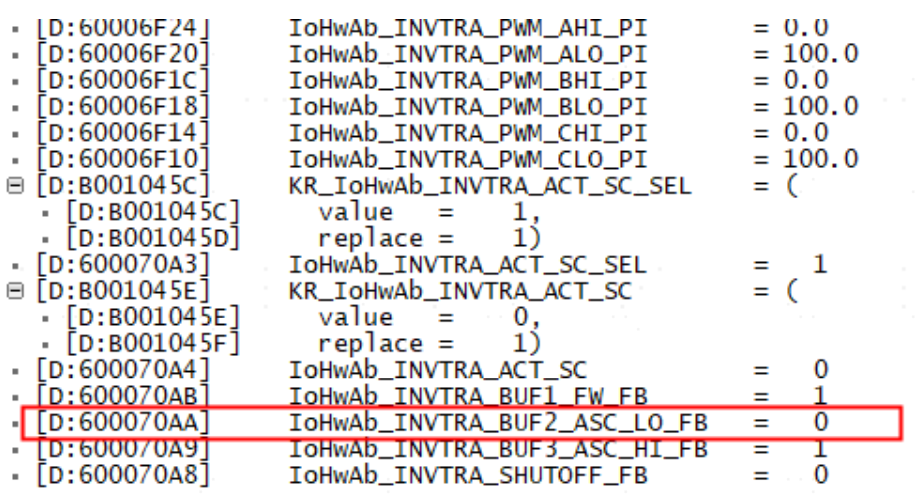 [D:60006F24] IoHwAb_INVTRA_PWM_AHI_PI = 0.0
[D:60006F20] IoHwAb_INVTRA_PWM_ALO_PI = 100.0
[D:60006F1C] IoHwAb_INVTRA_PWM_BHI_PI = 0.0
[D:60006F18] IoHwAb_INVTRA_PWM_BLO_PI = 100.0
[D:60006F14] IoHwAb_INVTRA_PWM_CHI_PI = 0.0
[D:60006F10] IoHwAb_INVTRA_PWM_CLO_PI = 100.0
[D:B001045C] KR_IoHwAb_INVTRA_ACT_SC_SEL = (
[D:B001045C] value = 1,
[D:B001045D] replace = 1)
[D:600070A3] IoHwAb_INVTRA_ACT_SC_SEL = 1
[D:B001045E] KR_IoHwAb_INVTRA_ACT_SC = (
[D:B001045E] value = 0,
[D:B001045F] replace = 1)
[D:600070A4] IoHwAb_INVTRA_ACT_SC = 0
[D:600070AB] IoHwAb_INVTRA_BUF1_FW_FB = 1
[D:600070AA] IoHwAb_INVTRA_BUF2_ASC_LO_FB = 0
[D:600070A9] IoHwAb_INVTRA_BUF3_ASC_HI_FB = 1
[D:600070A8] IoHwAb_INVTRA_SHUTOFF_FB = 0